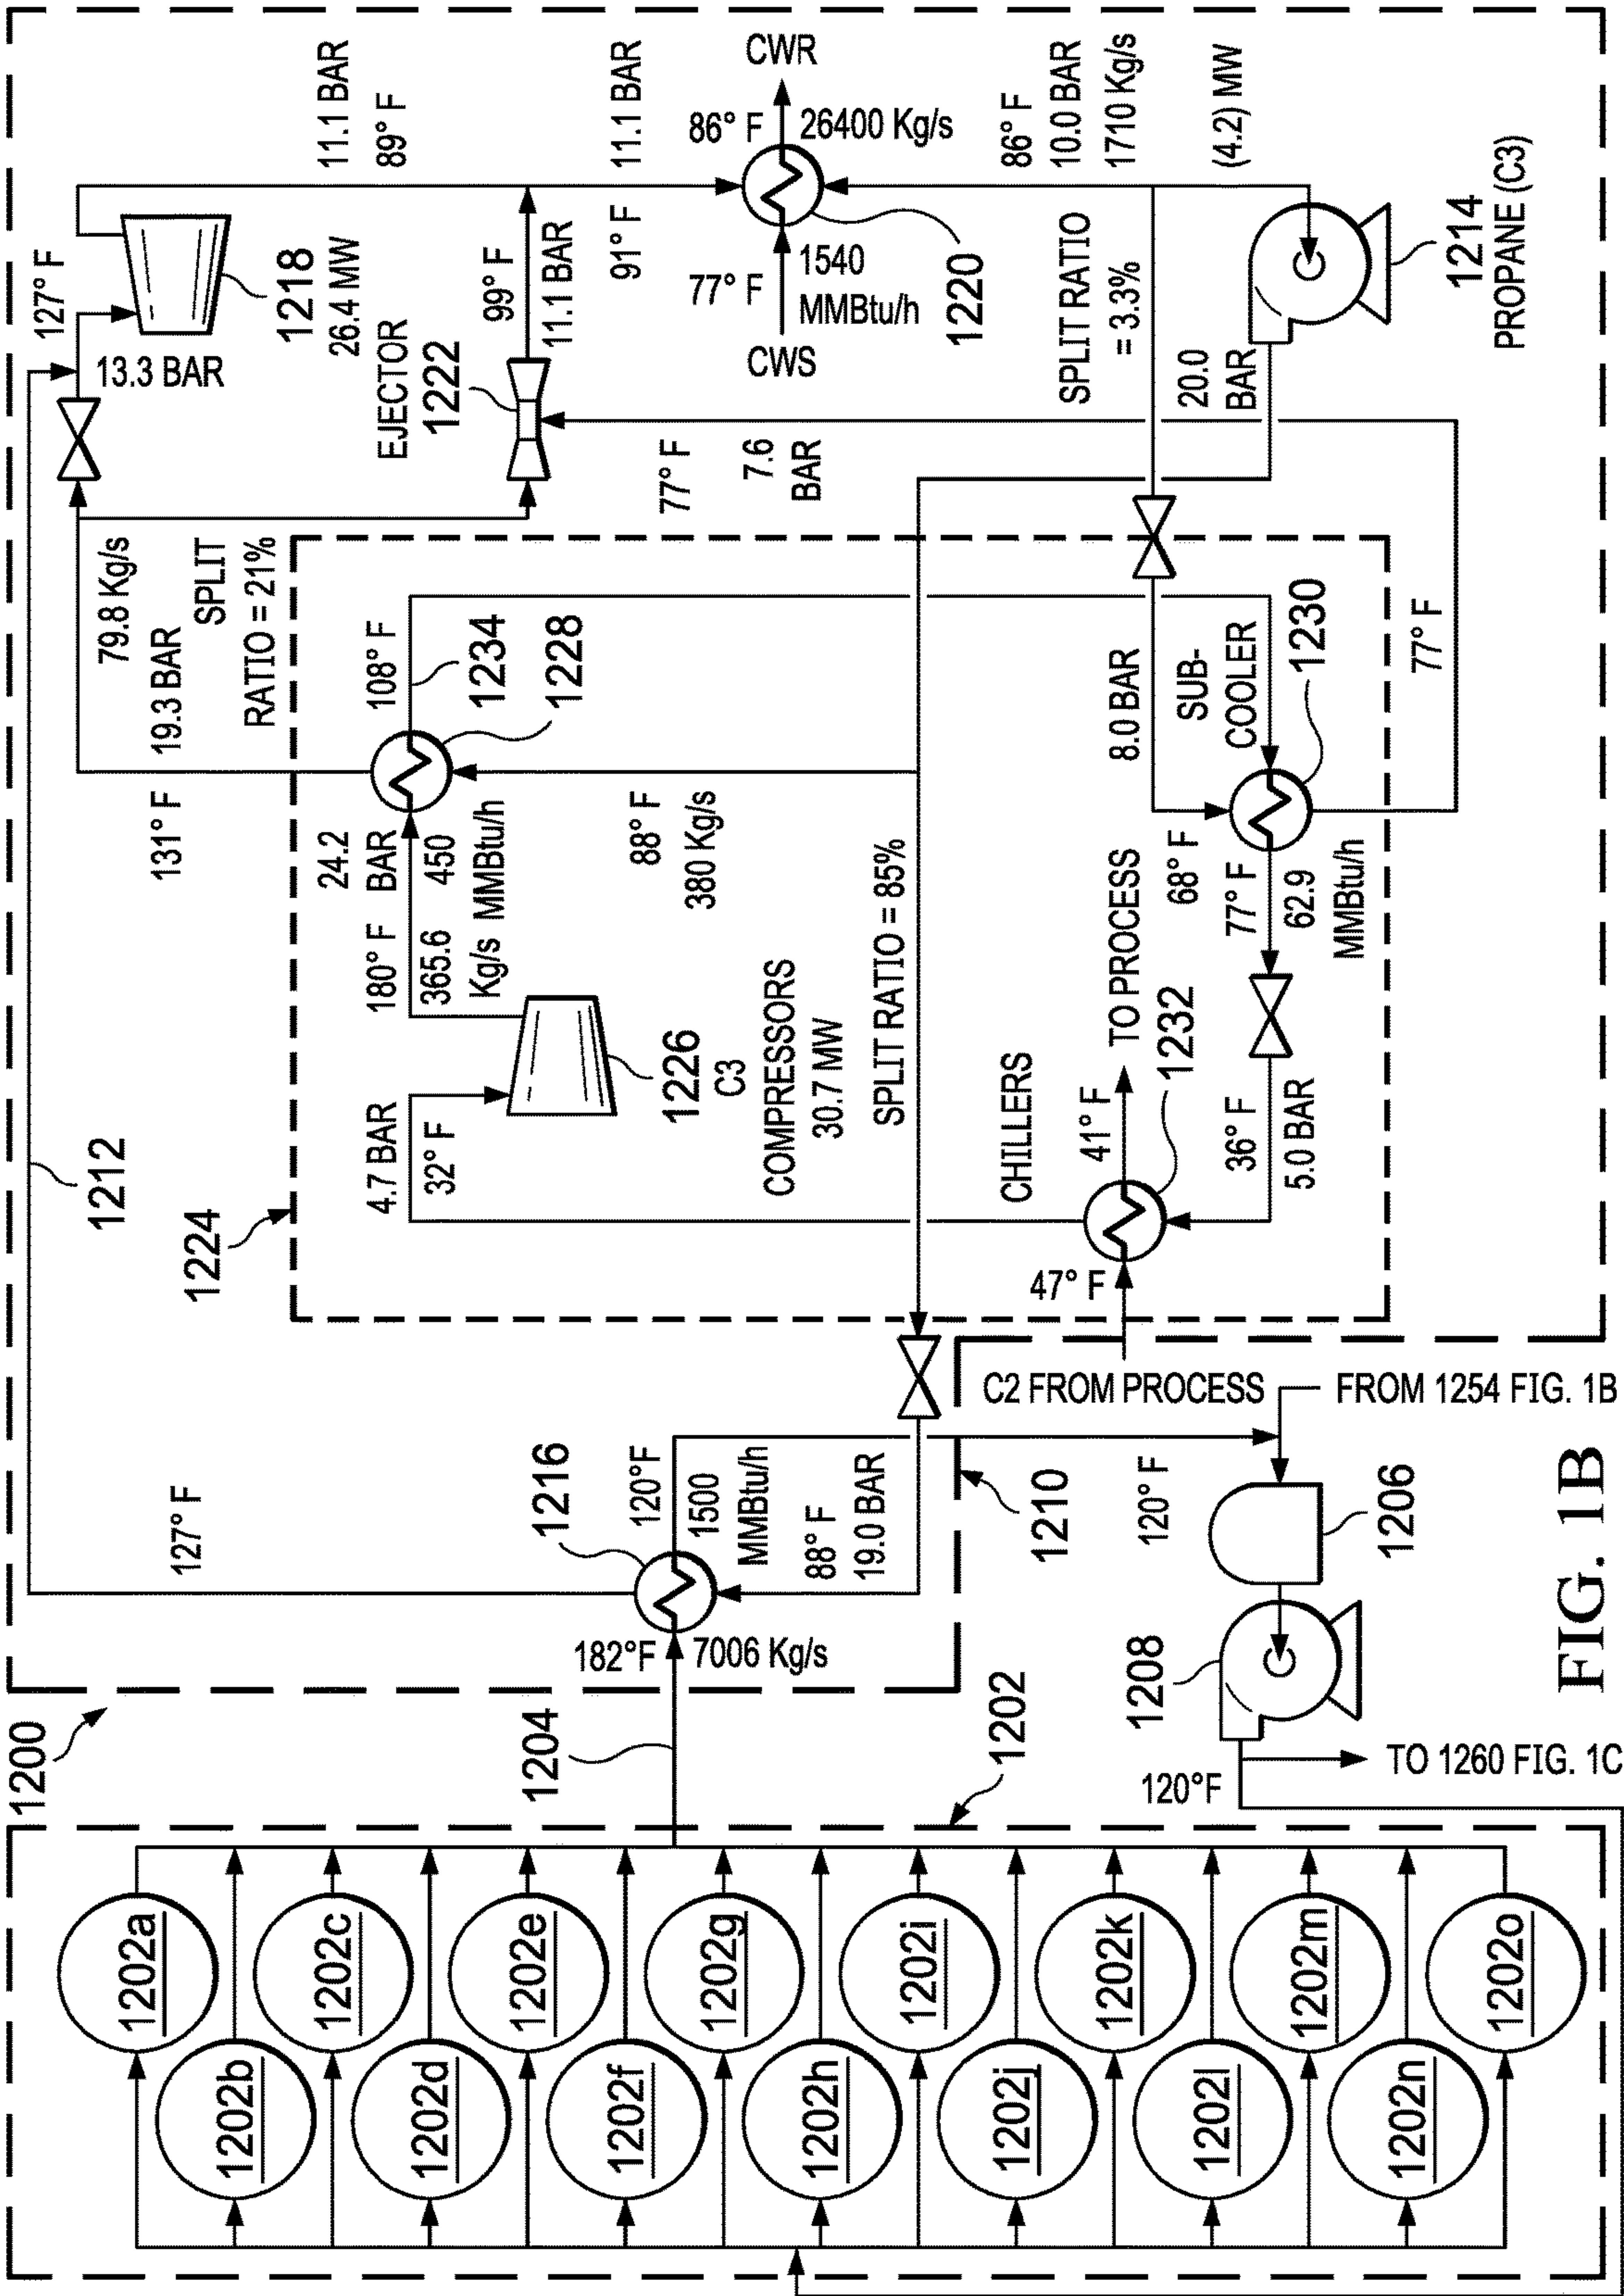 1200
1212
127° F
127° F
13.3 BAR
1218
26.4 MW
11.1 BAR
89° F
EJECTOR
1222
99° F
11.1 BAR
11.1 BAR
91° F
CWR
86° F
26400 Kg/s
77° F
1540
MMBtu/h
CWS
1220
86° F
10.0 BAR
1710 Kg/s
(4.2) MW
SPLIT RATIO
= 3.3%
20.0
BAR
1214
PROPANE (C3)
79.8 Kg/s
19.3 BAR
SPLIT
RATIO = 21%
131° F
77° F
7.6
BAR
1224
108° F
1234
1228
24.2
BAR
450
MMBtu/h
180° F
365.6
Kg/s
88° F
380 Kg/s
4.7 BAR
32° F
1226
C3
COMPRESSORS
30.7 MW
SPLIT RATIO = 85%
8.0 BAR
SUB-
COOLER
1230
77° F
68° F
77° F
62.9
MMBtu/h
TO PROCESS
1232
CHILLERS
41° F
36° F
5.0 BAR
47° F
C2 FROM PROCESS
FROM 1254 FIG. 1B
1216
120°F
1500
MMBtu/h
88° F
19.0 BAR
182°F
7006 Kg/s
1210
120° F
1206
1208
TO 1260 FIG. 1C
120°F
1204
1202
1202a
1202b
1202c
1202d
1202e
1202f
1202g
1202h
1202i
1202j
1202k
1202l
1202m
1202n
1202o
FIG. 1B